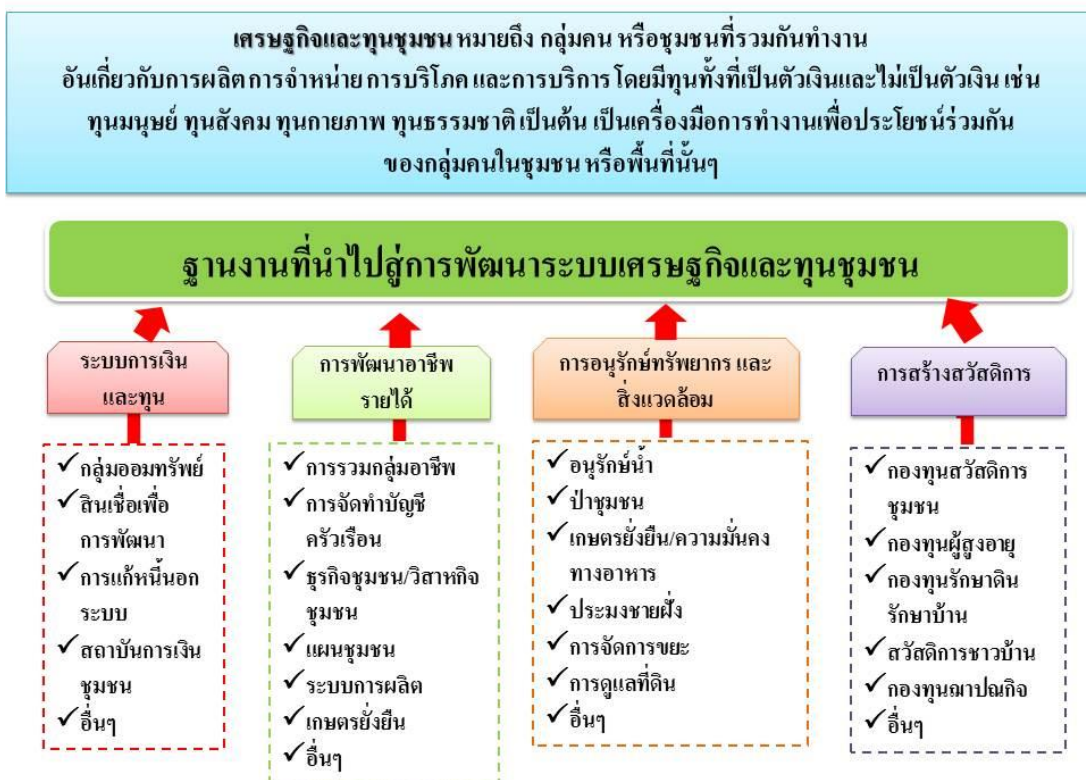 เศรษฐกิจและทุนชุมชน หมายถึง กลุ่มคน หรือชุมชนที่รวมกันทำงาน
อันเกี่ยวกับการผลิต การจำหน่าย การบริโภค และการบริการ โดยมีทุนทั้งที่เป็นตัวเงินและไม่เป็นตัวเงิน เช่น
ทุนมนุษย์ ทุนสังคม ทุนกายภาพ ทุนธรรมชาติ เป็นต้น เป็นเครื่องมือการทำงานเพื่อประโยชน์ร่วมกัน
ของกลุ่มคนในชุมชน หรือพื้นที่นั้นๆ
ฐานงานที่นำไปสู่การพัฒนาระบบเศรษฐกิจและทุนชุมชน
ระบบการเงิน
และทุน
✓ กลุ่มออมทรัพย์
✓ สินเชื่อเพื่อ
การพัฒนา
✓ การแก้หนี้นอก
ระบบ
✓ สถาบันการเงิน
ชุมชน
✓ อื่นๆ
การพัฒนาอาชีพ
รายได้
✓ การรวมกลุ่มอาชีพ
✓ การจัดทำบัญชี
ครัวเรือน
✓ ธุรกิจชุมชน/วิสาหกิจ
ชุมชน
✓ แผนชุมชน
✓ ระบบการผลิต
✓ เกษตรยั่งยืน
✓ อื่นๆ
การอนุรักษ์ทรัพยากร และ
สิ่งแวดล้อม
✓ อนุรักษ์น้ำ
✓ ป่าชุมชน
✓ เกษตรยั่งยืน/ความมั่นคง
ทางอาหาร
✓ ประมงชายฝั่ง
✓ การจัดการขยะ
✓ การดูแลที่ดิน
✓ อื่นๆ
การสร้างสวัสดิการ
✓ กองทุนสวัสดิการ
ชุมชน
✓ กองทุนผู้สูงอายุ
✓ กองทุนรักษาดิน
รักษาบ้าน
✓ สวัสดิการชาวบ้าน
✓ กองทุนฌาปณกิจ
✓ อื่นๆ